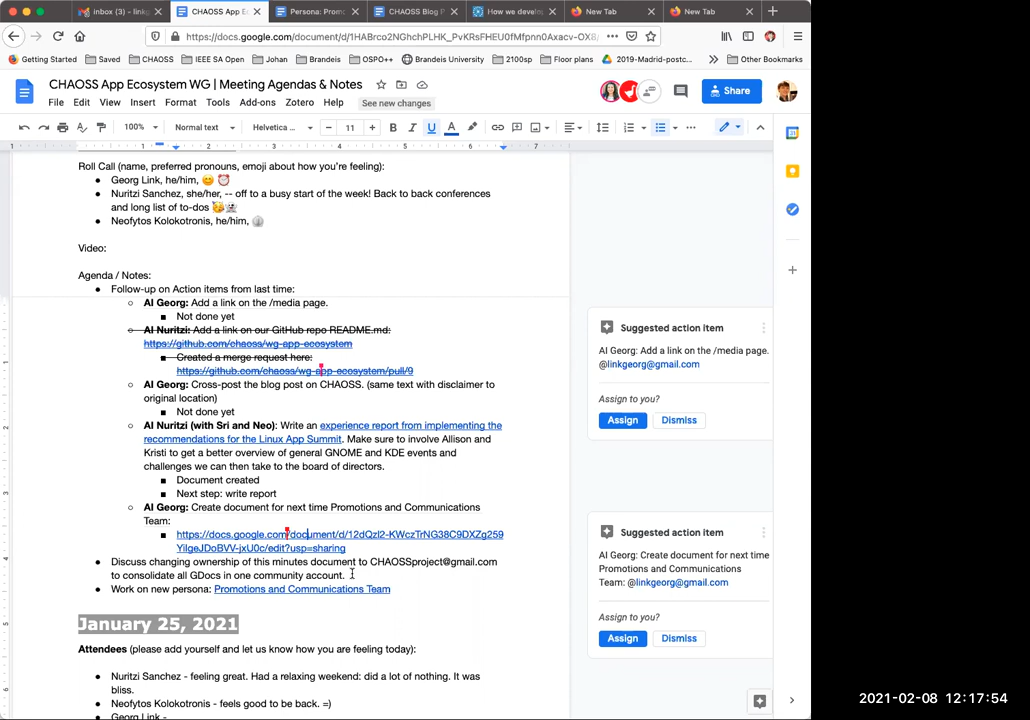 inbox (3) – linkg
CHAOSS App Ec
Persona: Prom
CHAOSS Blog P
How we develo
New Tab
New Tab
https://docs.google.com/document/d/1HABrco2NGhchPLHK_PvKRsFHEU0fMfpnn0Axacv-OX8/
Getting Started Saved CHAOSS IEEE SA Open Johan Brandeis OSPO++ Brandeis University 2100sp Floor plans 2019-Madrid-postc... Other Bookmarks
CHAOSS App Ecosystem WG | Meeting Agendas & Notes
Share
File Edit View Insert Format Tools Add-ons Zotero Help See new changes
100% Normal text Helvetica ... 11 B I U A
1 1 2 3 4 5 6 7
Roll Call (name, preferred pronouns, emoji about how you're feeling):
● Georg Link, he/him, 😊 ⏰
● Nuritzi Sanchez, she/her, -- off to a busy start of the week! Back to back conferences
and long list of to-dos
● Neofytos Kolokotronis, he/him,
Video:
Agenda / Notes:
● Follow-up on Action items from last time:
○ AI Georg: Add a link on the /media page.
■ Not done yet
○ AI Nuritzi: Add a link on our GitHub repo README.md:
https://github.com/chaoss/wg-app-ecosystem
■ Created a merge request here:
https://github.com/chaoss/wg-app-ecosystem/pull/9
○ AI Georg: Cross-post the blog post on CHAOSS. (same text with disclaimer to
original location)
■ Not done yet
○ AI Nuritzi (with Sri and Neo): Write an experience report from implementing the
recommendations for the Linux App Summit. Make sure to involve Allison and
Kristi to get a better overview of general GNOME and KDE events and
challenges we can then take to the board of directors.
■ Document created
■ Next step: write report
○ AI Georg: Create document for next time Promotions and Communications
Team:
■ https://docs.google.com/document/d/12dQzl2-KWczTrNG38C9DXZg259
YilgeJDoBVV-jxU0c/edit?usp=sharing
● Discuss changing ownership of this minutes document to CHAOSSproject@gmail.com
to consolidate all GDocs in one community account.
● Work on new persona: Promotions and Communications Team
January 25, 2021
Attendees (please add yourself and let us know how you are feeling today):
● Nuritzi Sanchez - feeling great. Had a relaxing weekend: did a lot of nothing. It was
bliss.
● Neofytos Kolokotronis - feels good to be back. =)
● Georg Link -
Suggested action item
AI Georg: Add a link on the /media page.
@linkgeorg@gmail.com
Assign to you?
Assign Dismiss
Suggested action item
AI Georg: Create document for next time
Promotions and Communications
Team: @linkgeorg@gmail.com
Assign to you?
Assign Dismiss
2021-02-08 12:17:54